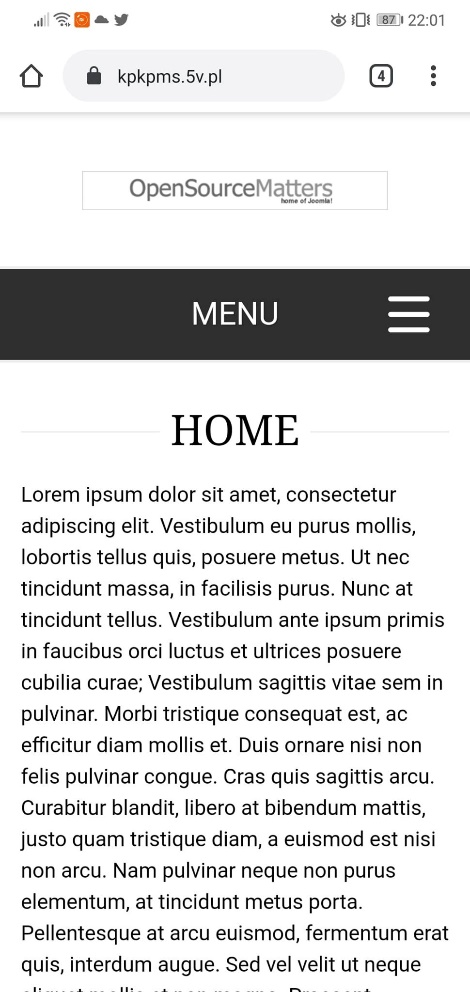 87 22:01
kpkpms.5v.pl
4
OpenSourceMatters
home of Joomla!
MENU
HOME
Lorem ipsum dolor sit amet, consectetur
adipiscing elit. Vestibulum eu purus mollis,
lobortis tellus quis, posuere metus. Ut nec
tincidunt massa, in facilisis purus. Nunc at
tincidunt tellus. Vestibulum ante ipsum primis
in faucibus orci luctus et ultrices posuere
cubilia curae; Vestibulum sagittis vitae sem in
pulvinar. Morbi tristique consequat est, ac
efficitur diam mollis et. Duis ornare nisi non
felis pulvinar congue. Cras quis sagittis arcu.
Curabitur blandit, libero at bibendum mattis,
justo quam tristique diam, a euismod est nisi
non arcu. Nam pulvinar neque non purus
elementum, at tincidunt metus porta.
Pellentesque at arcu euismod, fermentum erat
quis, interdum augue. Sed vel velit ut neque